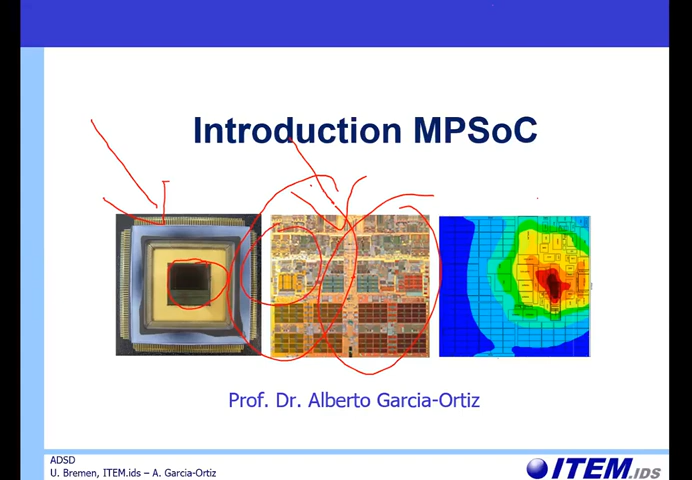 Introduction MPSoC
Prof. Dr. Alberto Garcia-Ortiz
ADSD
U. Bremen, ITEM.ids – A. Garcia-Ortiz
ITEM.IDS